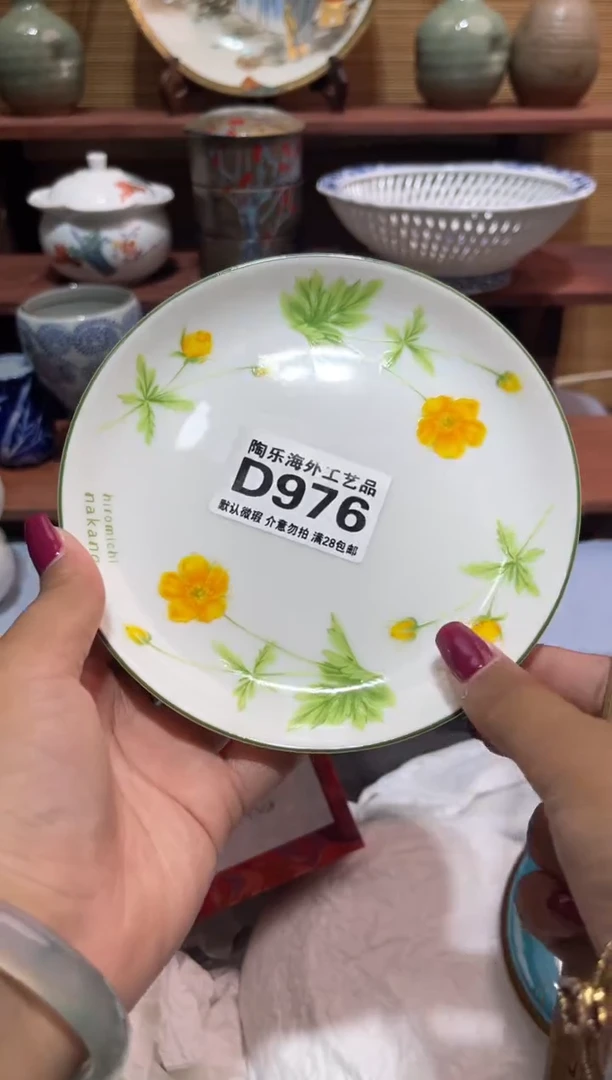 陶乐海外工艺品
D976
默认微瑕 介意勿拍 满28包邮
hiromichi
nakano